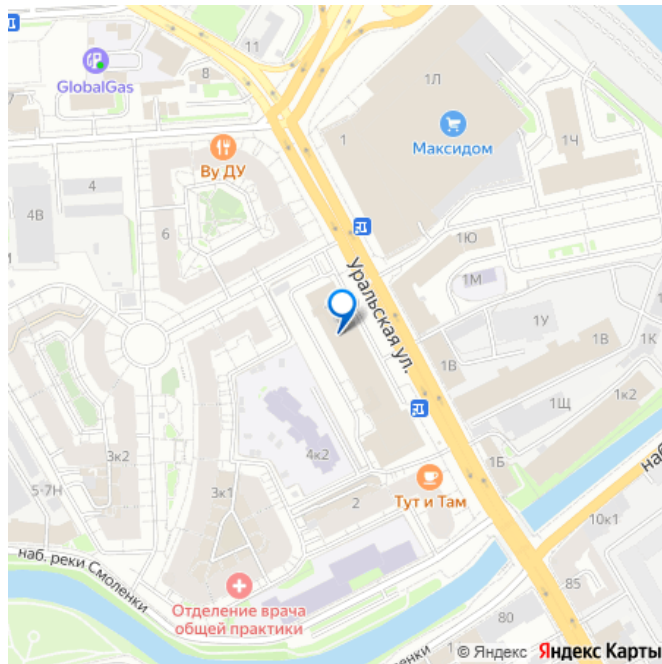 11
GlobalGas
8
1Л
1
Максидом
1Ч
Ву ДУ
4
4В
6
1Ю
1М
Уральская ул.
1У
1В
1К
1В
1к2
1Щ
4к2
3к2
3к1
1Б
5-7Н
2
Тут и Там
10к1
наб. реки Смоленки
85
Отделение врача
общей практики
80
© Яндекс Яндекс Карты